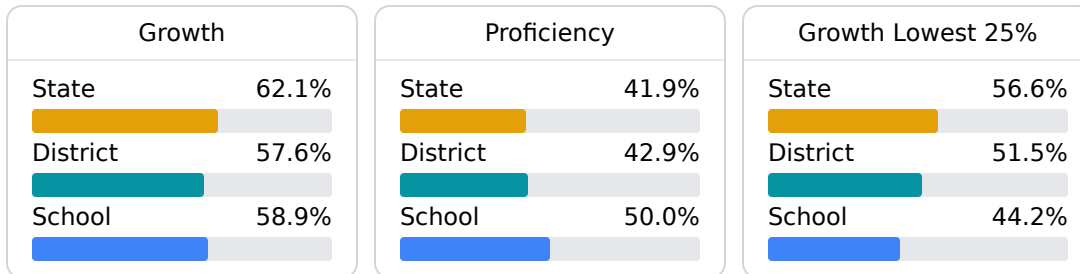 Growth
State 62.1%
District 57.6%
School 58.9%
Proficiency
State 41.9%
District 42.9%
School 50.0%
Growth Lowest 25%
State 56.6%
District 51.5%
School 44.2%